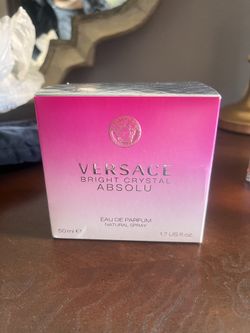 VERSACE
BRIGHT CRYSTAL
ABSOLU
EAU DE PARFUM
NATURAL SPRAY
50 ml ℮ 1.7 US fl. oz.